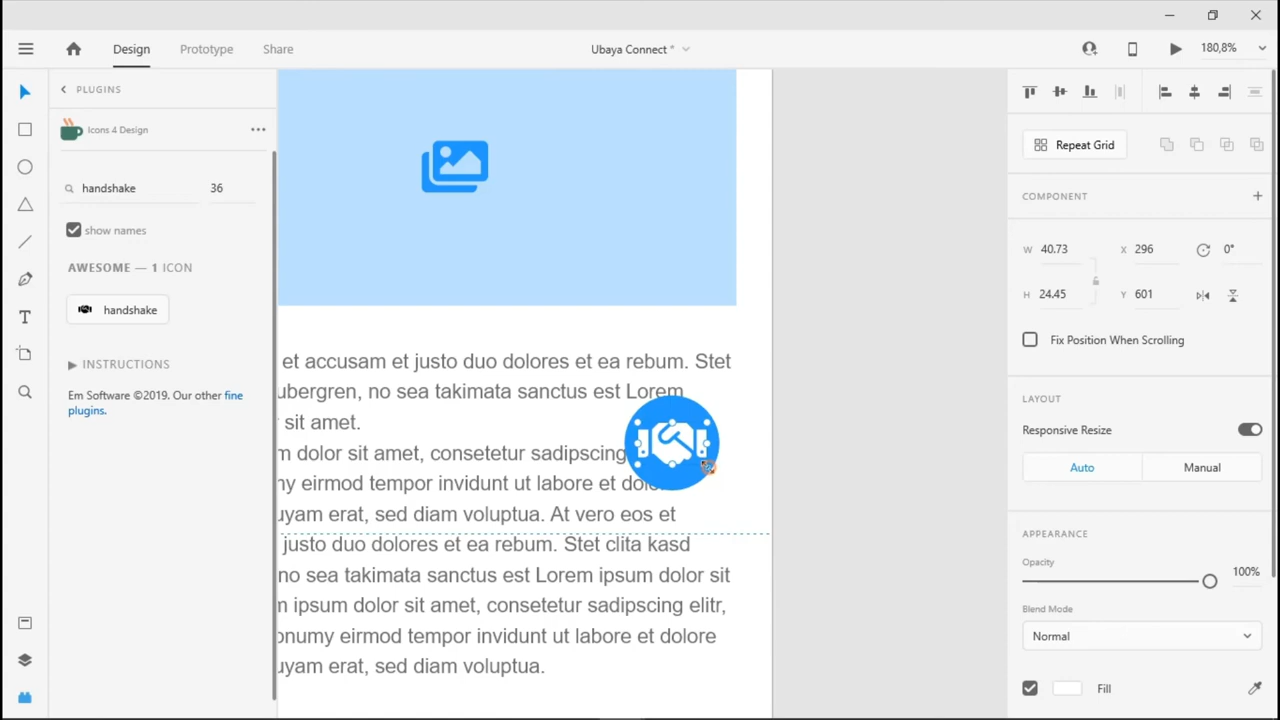 Design
Prototype
Share
Ubaya Connect *
180,8%
PLUGINS
Icons 4 Design
handshake
36
show names
AWESOME — 1 ICON
handshake
INSTRUCTIONS
Em Software ©2019. Our other fine
plugins.
et accusam et justo duo dolores et ea rebum. Stet
ubergren, no sea takimata sanctus est Lorem
sit amet.
m dolor sit amet, consetetur sadipscing
ny eirmod tempor invidunt ut labore et dolore
uyam erat, sed diam voluptua. At vero eos et
justo duo dolores et ea rebum. Stet clita kasd
no sea takimata sanctus est Lorem ipsum dolor sit
m ipsum dolor sit amet, consetetur sadipscing elitr,
onumy eirmod tempor invidunt ut labore et dolore
uyam erat, sed diam voluptua.
Repeat Grid
COMPONENT
W 40.73
X 296
0°
H 24.45
Y 601
Fix Position When Scrolling
LAYOUT
Responsive Resize
Auto
Manual
APPEARANCE
Opacity
100%
Blend Mode
Normal
Fill